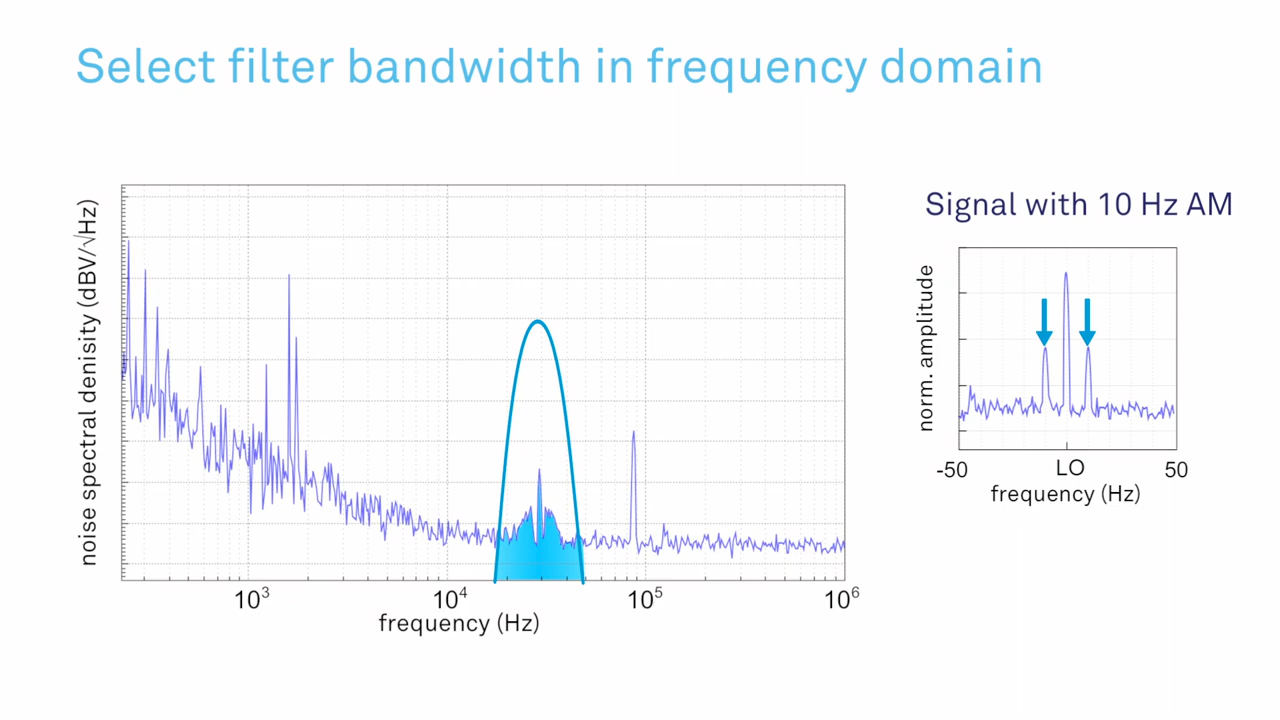 Select filter bandwidth in frequency domain
noise spectral denisity (dBV/√Hz)
10³ 10⁴ 10⁵ 10⁶
frequency (Hz)
Signal with 10 Hz AM
norm. amplitude
-50 LO 50
frequency (Hz)